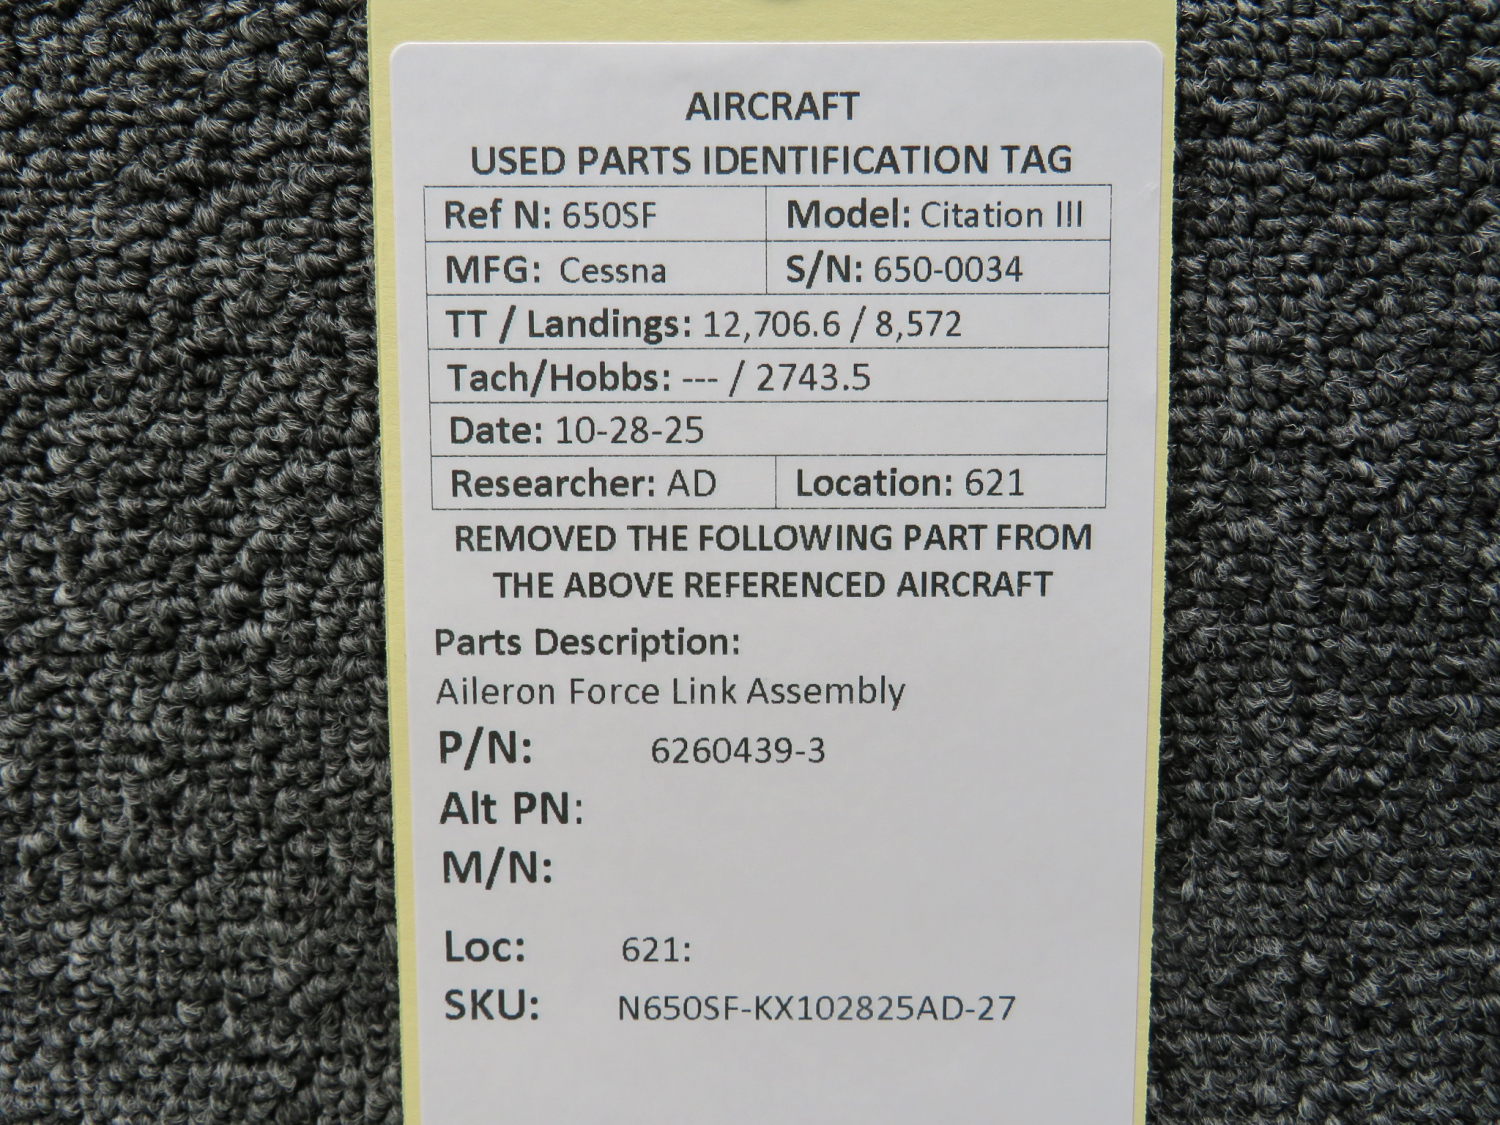 AIRCRAFT
USED PARTS IDENTIFICATION TAG
Ref N: 650SF Model: Citation III
MFG: Cessna S/N: 650-0034
TT / Landings: 12,706.6 / 8,572
Tach/Hobbs: --- / 2743.5
Date: 10-28-25
Researcher: AD Location: 621
REMOVED THE FOLLOWING PART FROM
THE ABOVE REFERENCED AIRCRAFT
Parts Description:
Aileron Force Link Assembly
P/N: 6260439-3
Alt PN:
M/N:
Loc: 621:
SKU: N650SF-KX102825AD-27